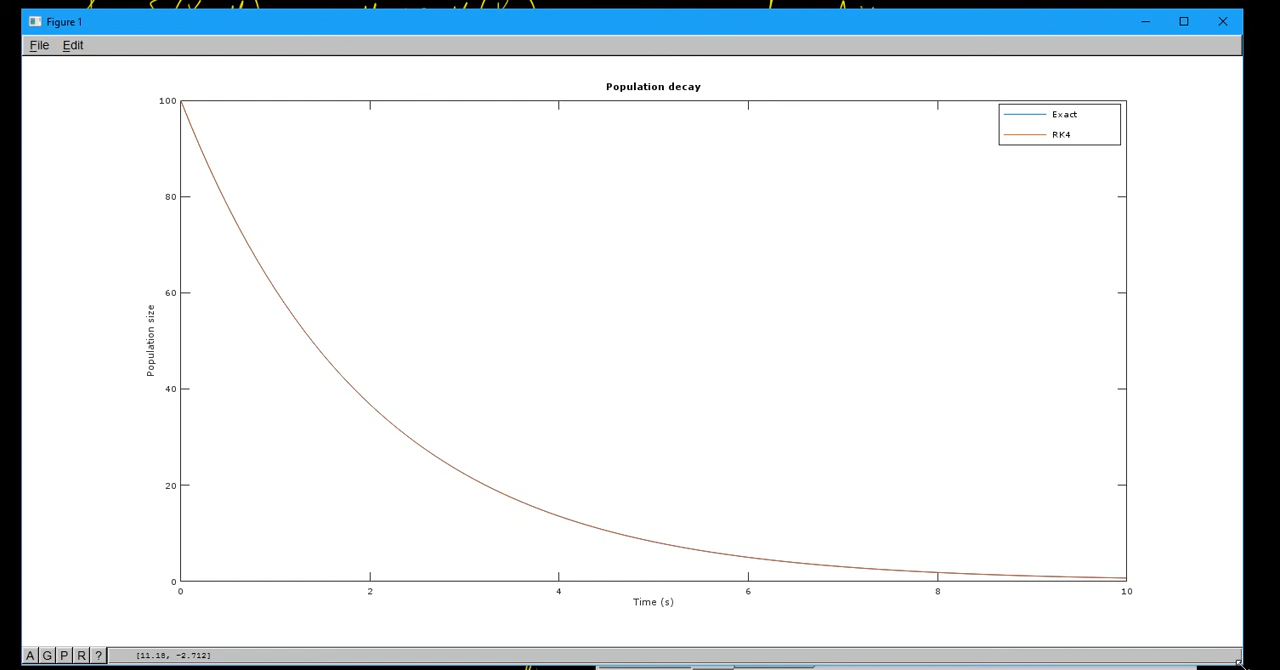 Figure 1
File Edit
Population decay
Exact
RK4
100
80
60
40
20
0
Population size
0 2 4 6 8 10
Time (s)
A G P R ? [11.18, -2.712]